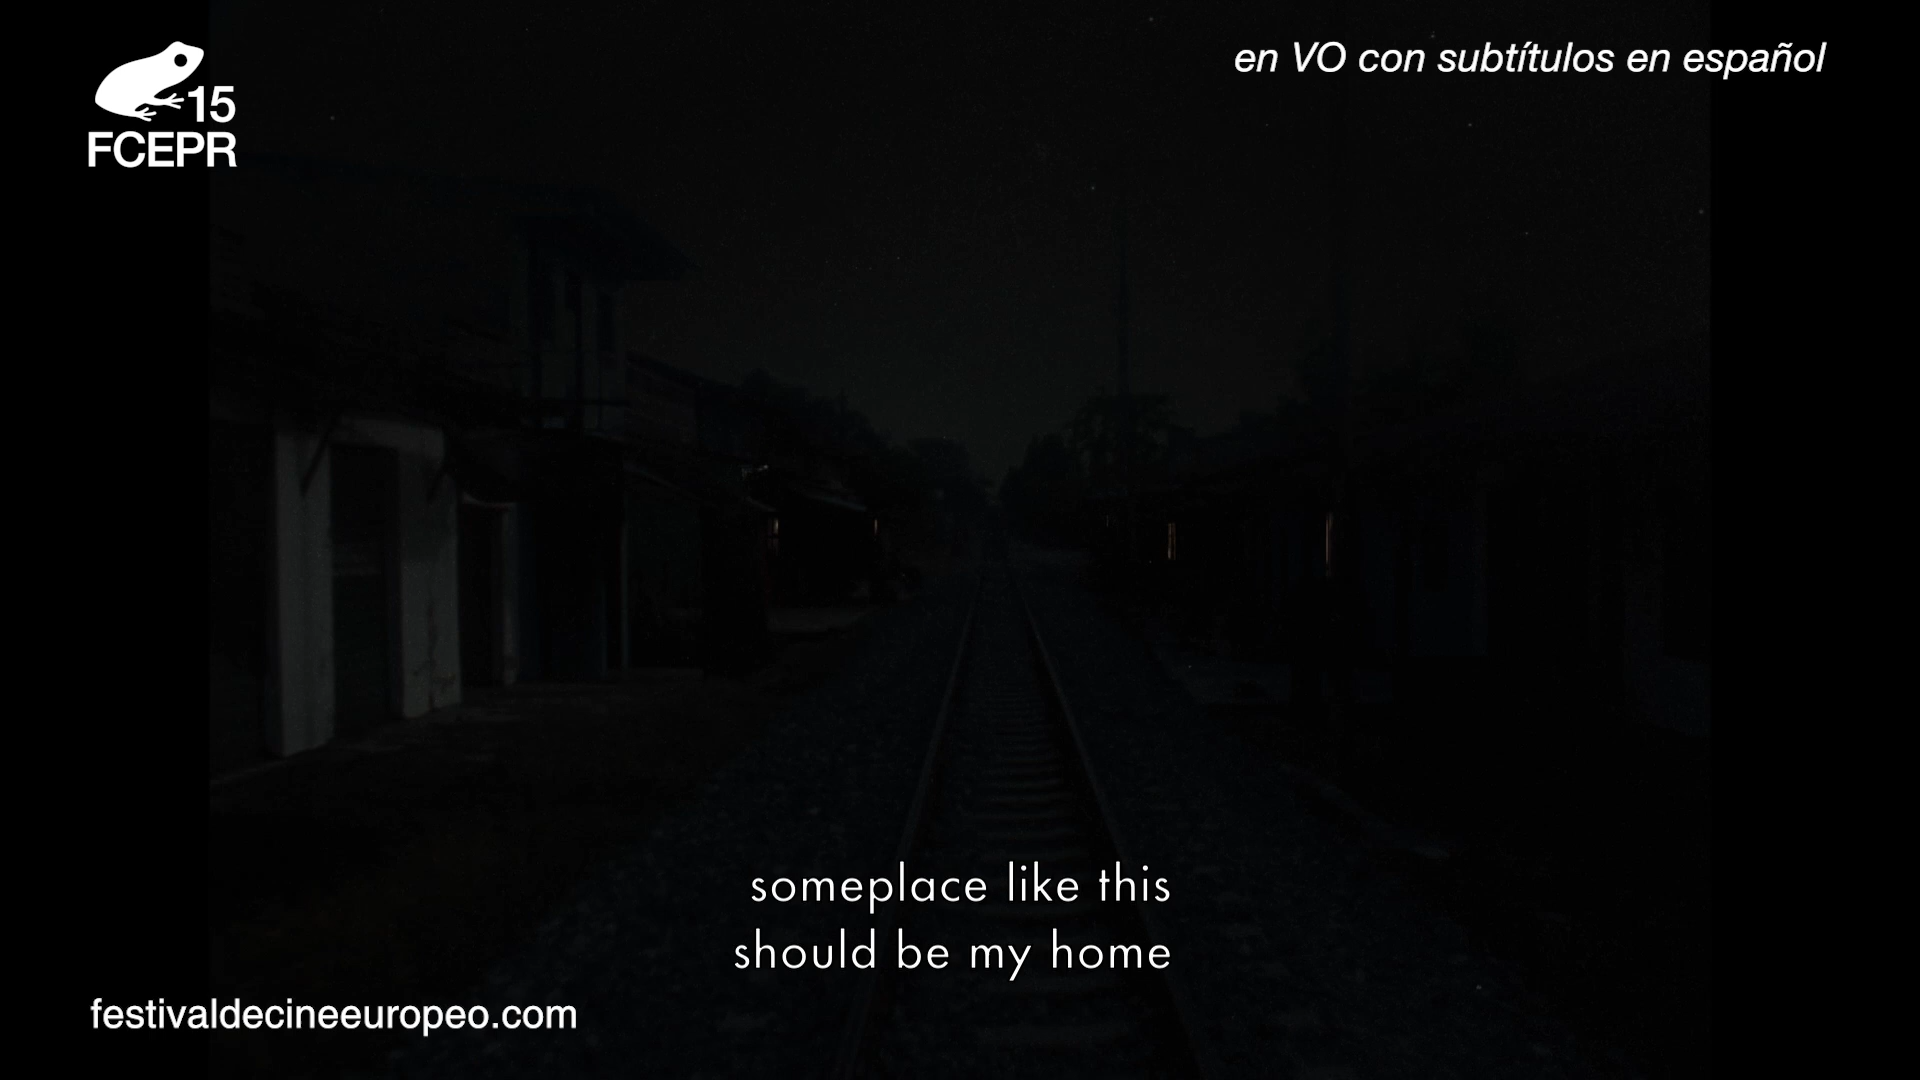 en VO con subtítulos en español
15
FCEPR
someplace like this
should be my home
festivaldecineeuropeo.com